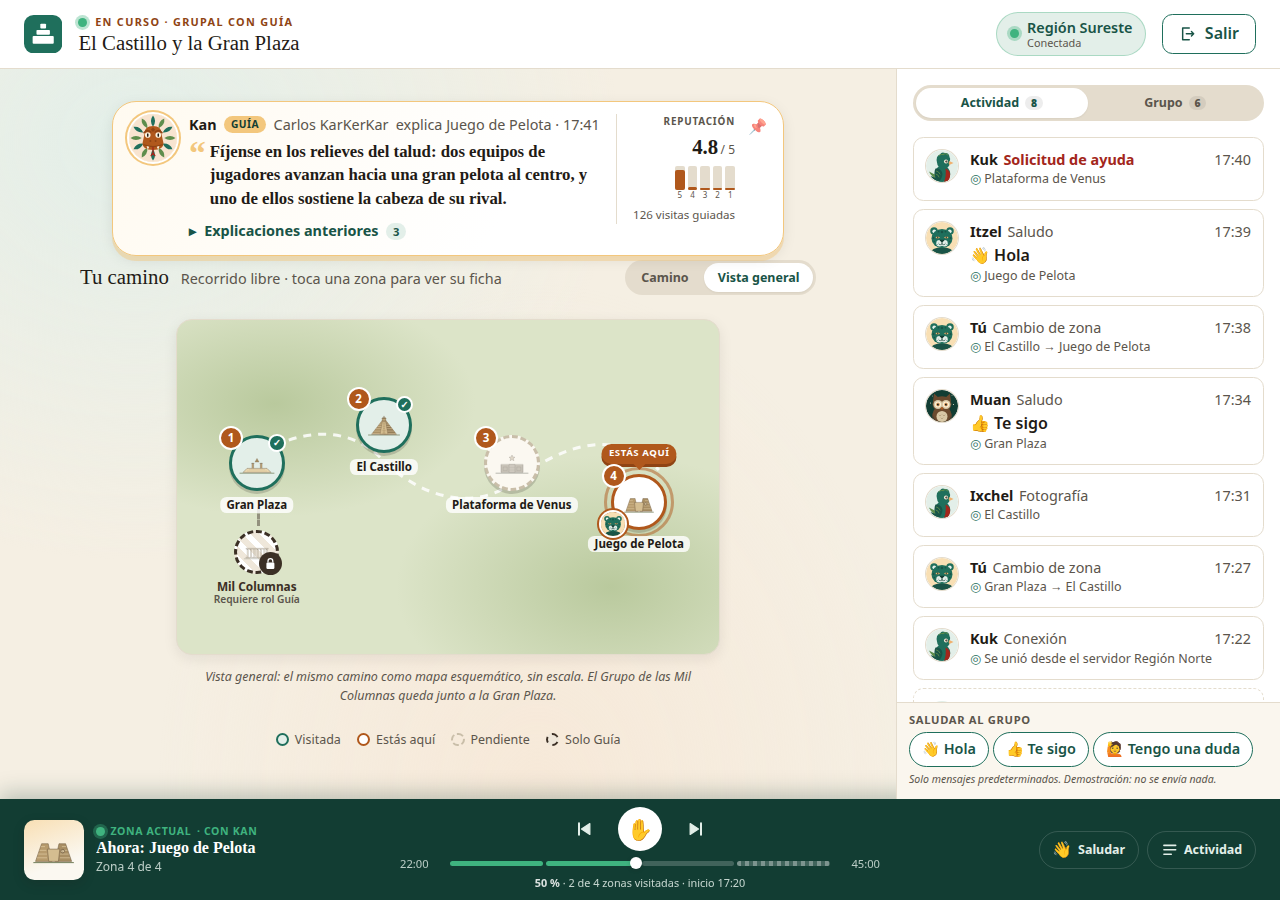 EN CURSO · GRUPAL CON GUÍA
El Castillo y la Gran Plaza
Región Sureste
Conectada
Salir
Kan GUÍA Carlos KarKerKar explica Juego de Pelota · 17:41
“ Fíjense en los relieves del talud: dos equipos de
jugadores avanzan hacia una gran pelota al centro, y
uno de ellos sostiene la cabeza de su rival.
▶ Explicaciones anteriores 3
REPUTACIÓN
4.8 / 5
5 4 3 2 1
126 visitas guiadas
Tu camino Recorrido libre · toca una zona para ver su ficha
Camino Vista general
1
Gran Plaza
2
El Castillo
3
Plataforma de Venus
ESTÁS AQUÍ
4
Juego de Pelota
Mil Columnas
Requiere rol Guía
Vista general: el mismo camino como mapa esquemático, sin escala. El Grupo de las Mil
Columnas queda junto a la Gran Plaza.
Visitada Estás aquí Pendiente Solo Guía
Actividad 8 Grupo 6
Kuk Solicitud de ayuda 17:40
◎ Plataforma de Venus
Itzel Saludo 17:39
👋 Hola
◎ Juego de Pelota
Tú Cambio de zona 17:38
◎ El Castillo → Juego de Pelota
Muan Saludo 17:34
👍 Te sigo
◎ Gran Plaza
Ixchel Fotografía 17:31
◎ El Castillo
Tú Cambio de zona 17:27
◎ Gran Plaza → El Castillo
Kuk Conexión 17:22
◎ Se unió desde el servidor Región Norte
SALUDAR AL GRUPO
👋 Hola 👍 Te sigo 🙋 Tengo una duda
Solo mensajes predeterminados. Demostración: no se envía nada.
ZONA ACTUAL · CON KAN
Ahora: Juego de Pelota
Zona 4 de 4
22:00
45:00
50 % · 2 de 4 zonas visitadas · inicio 17:20
👋 Saludar
Actividad